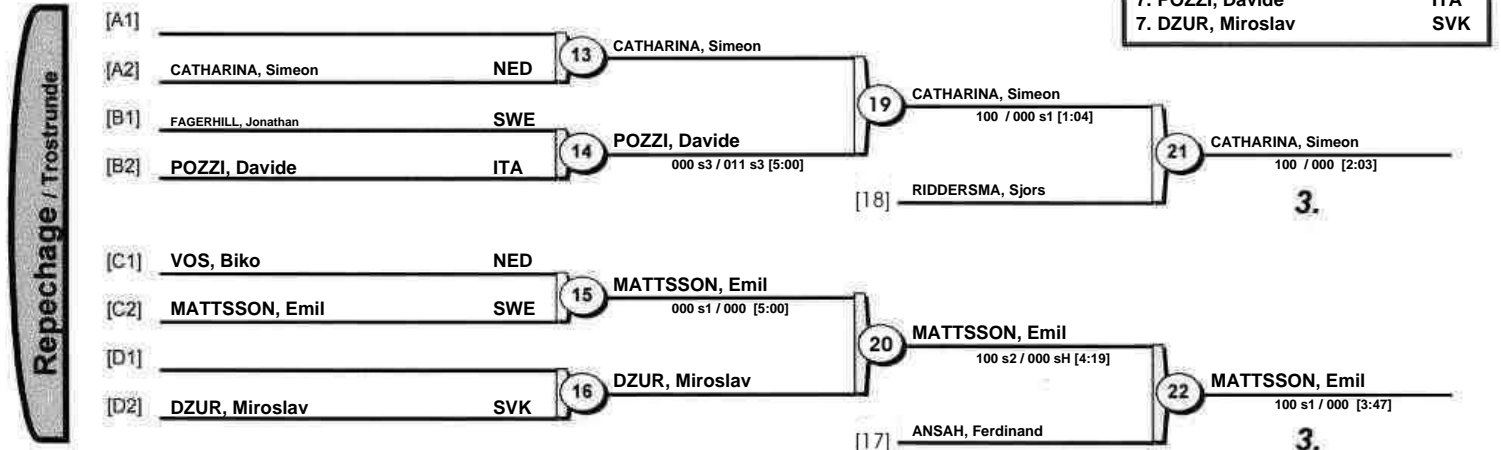 7. POZZI, Davide ITA
7. DZUR, Miroslav SVK
Repechage / Trostrunde
[A1]
[A2] CATHARINA, Simeon NED
13 CATHARINA, Simeon
[B1] FAGERHILL, Jonathan SWE
[B2] POZZI, Davide ITA
14 POZZI, Davide
000 s3 / 011 s3 [5:00]
19 CATHARINA, Simeon
100 / 000 s1 [1:04]
[18] RIDDERSMA, Sjors
21 CATHARINA, Simeon
100 / 000 [2:03]
3.
[C1] VOS, Biko NED
[C2] MATTSSON, Emil SWE
15 MATTSSON, Emil
000 s1 / 000 [5:00]
[D1]
[D2] DZUR, Miroslav SVK
16 DZUR, Miroslav
20 MATTSSON, Emil
100 s2 / 000 sH [4:19]
[17] ANSAH, Ferdinand
22 MATTSSON, Emil
100 s1 / 000 [3:47]
3.